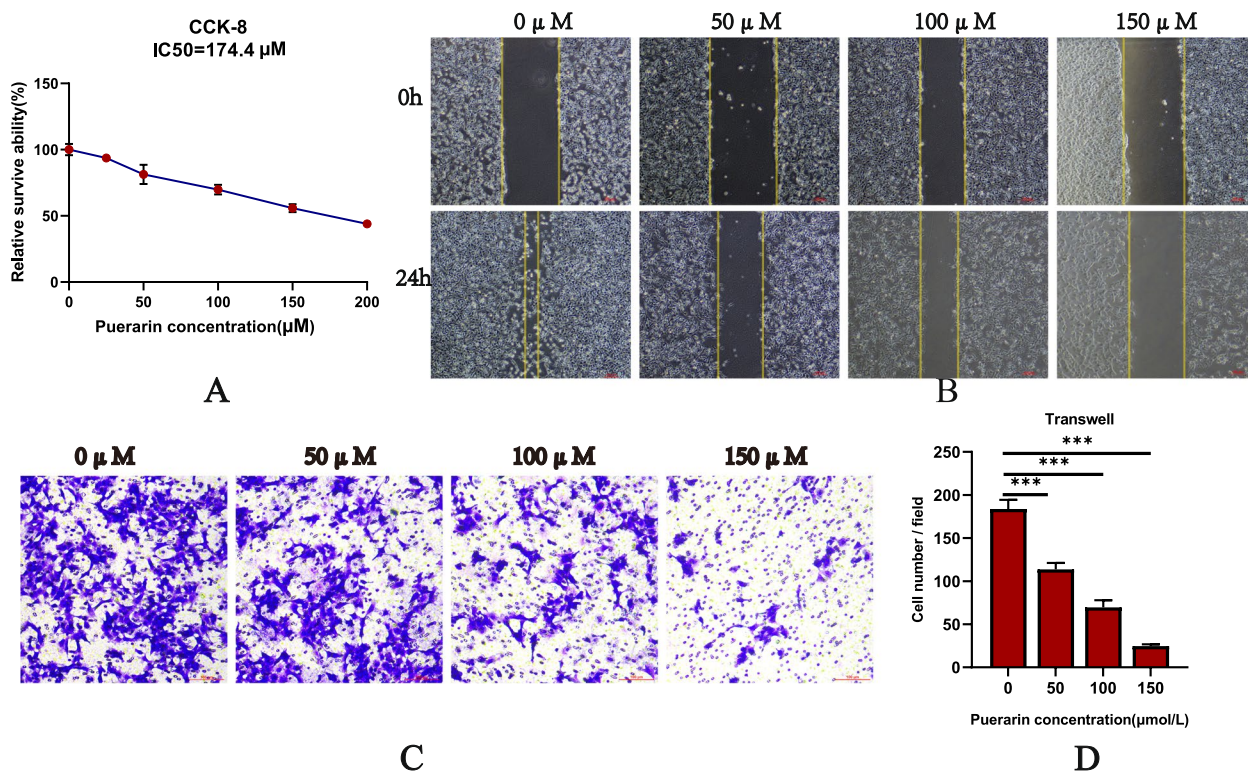 CCK-8
IC50=174.4 μM
Relative survive ability(%)
150
100
50
0
0 50 100 150 200
Puerarin concentration(μM)
A
0 μ M 50 μ M 100 μ M 150 μ M
0h
24h
B
0 μ M 50 μ M 100 μ M 150 μ M
C
Transwell
Cell number / field
250
200
150
100
50
0
***
***
***
0 50 100 150
Puerarin concentration(μmol/L)
D